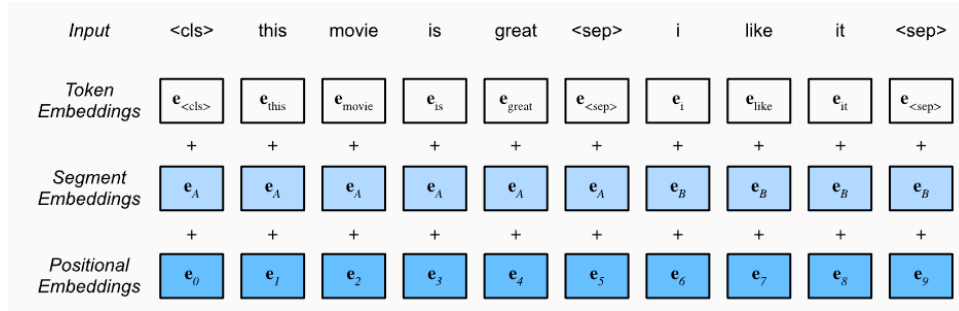 Input <cls> this movie is great <sep> i like it <sep>
Token Embeddings e<cls> ethis emovie eis egreat e<sep> ei elike eit e<sep>
+ + + + + + + + + +
Segment Embeddings eA eA eA eA eA eA eB eB eB eB
+ + + + + + + + + +
Positional Embeddings e0 e1 e2 e3 e4 e5 e6 e7 e8 e9